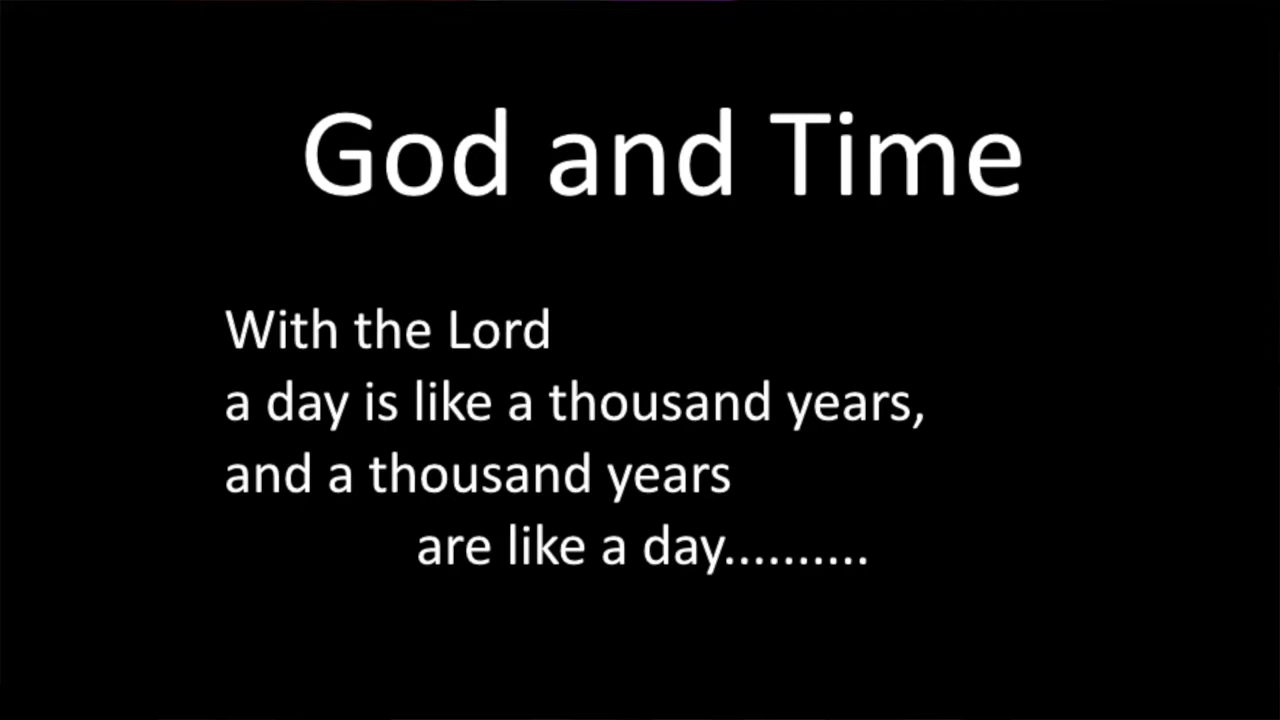 God and Time
With the Lord
a day is like a thousand years,
and a thousand years
are like a day..........